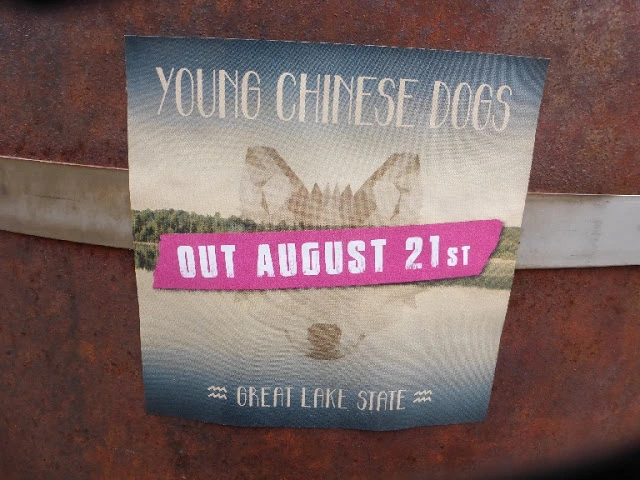 YOUNG CHINESE DOGS
OUT AUGUST 21ST
GREAT LAKE STATE